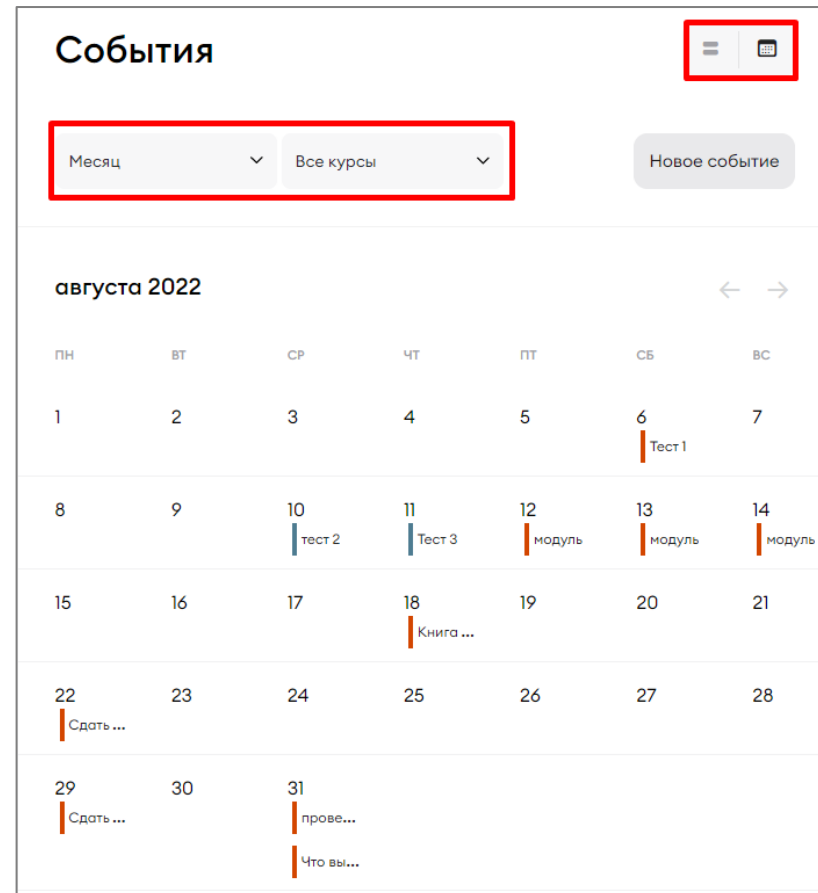 События
Месяц Все курсы Новое событие
августа 2022
ПН ВТ СР ЧТ ПТ СБ ВС
1 2 3 4 5 6 7
Тест 1
8 9 10 11 12 13 14
тест 2 Тест 3 модуль модуль модуль
15 16 17 18 19 20 21
Книга ...
22 23 24 25 26 27 28
Сдать ...
29 30 31
Сдать ... прове...
Что вы...